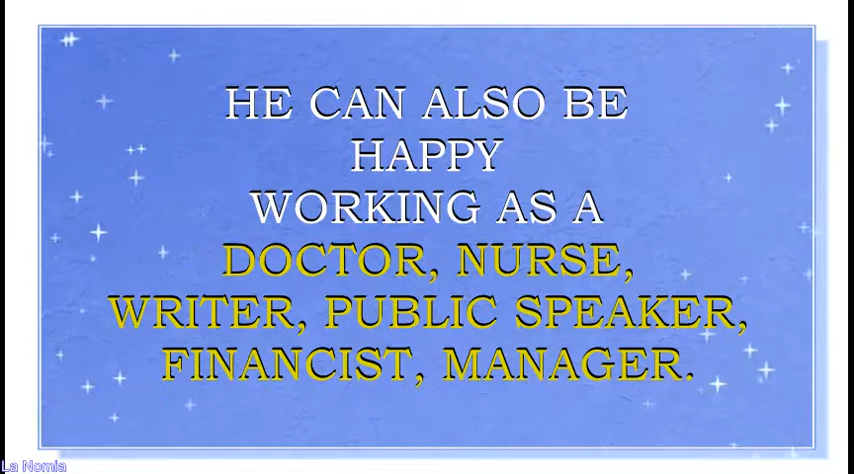 HE CAN ALSO BE
HAPPY
WORKING AS A
DOCTOR, NURSE,
WRITER, PUBLIC SPEAKER,
FINANCIST, MANAGER.
La Nomia